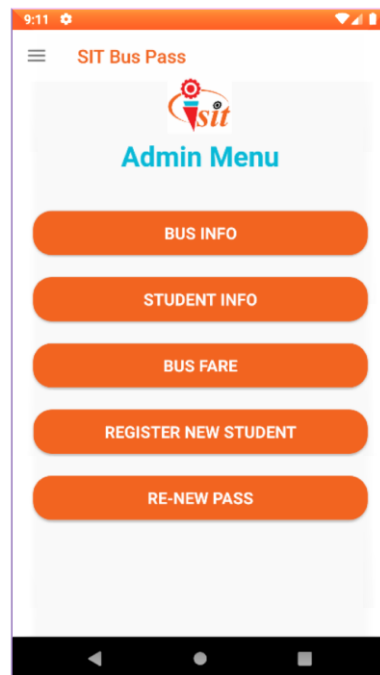 9:11
SIT Bus Pass
sit
Admin Menu
BUS INFO
STUDENT INFO
BUS FARE
REGISTER NEW STUDENT
RE-NEW PASS